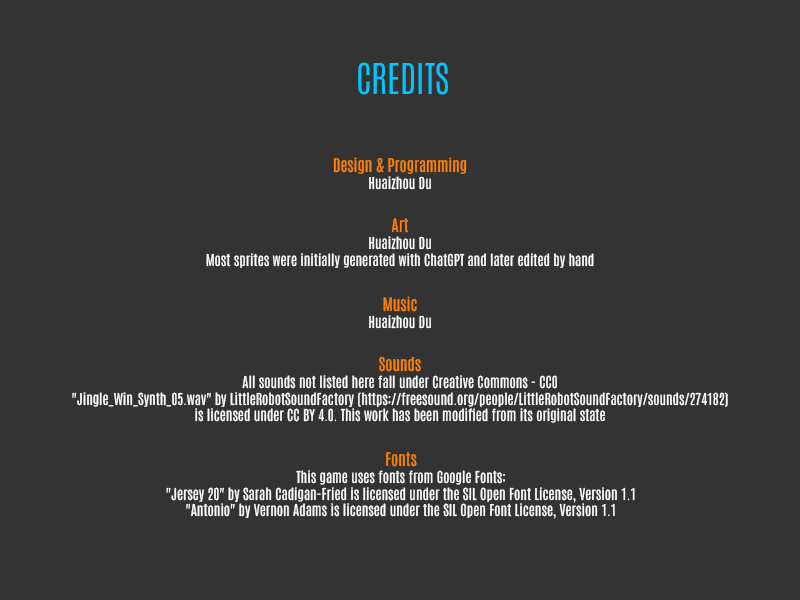 CREDITS
Design & Programming
Huaizhou Du
Art
Huaizhou Du
Most sprites were initially generated with ChatGPT and later edited by hand
Music
Huaizhou Du
Sounds
All sounds not listed here fall under Creative Commons - CC0
"Jingle_Win_Synth_05.wav" by LittleRobotSoundFactory (https://freesound.org/people/LittleRobotSoundFactory/sounds/274182)
is licensed under CC BY 4.0. This work has been modified from its original state
Fonts
This game uses fonts from Google Fonts:
"Jersey 20" by Sarah Cadigan-Fried is licensed under the SIL Open Font License, Version 1.1
"Antonio" by Vernon Adams is licensed under the SIL Open Font License, Version 1.1